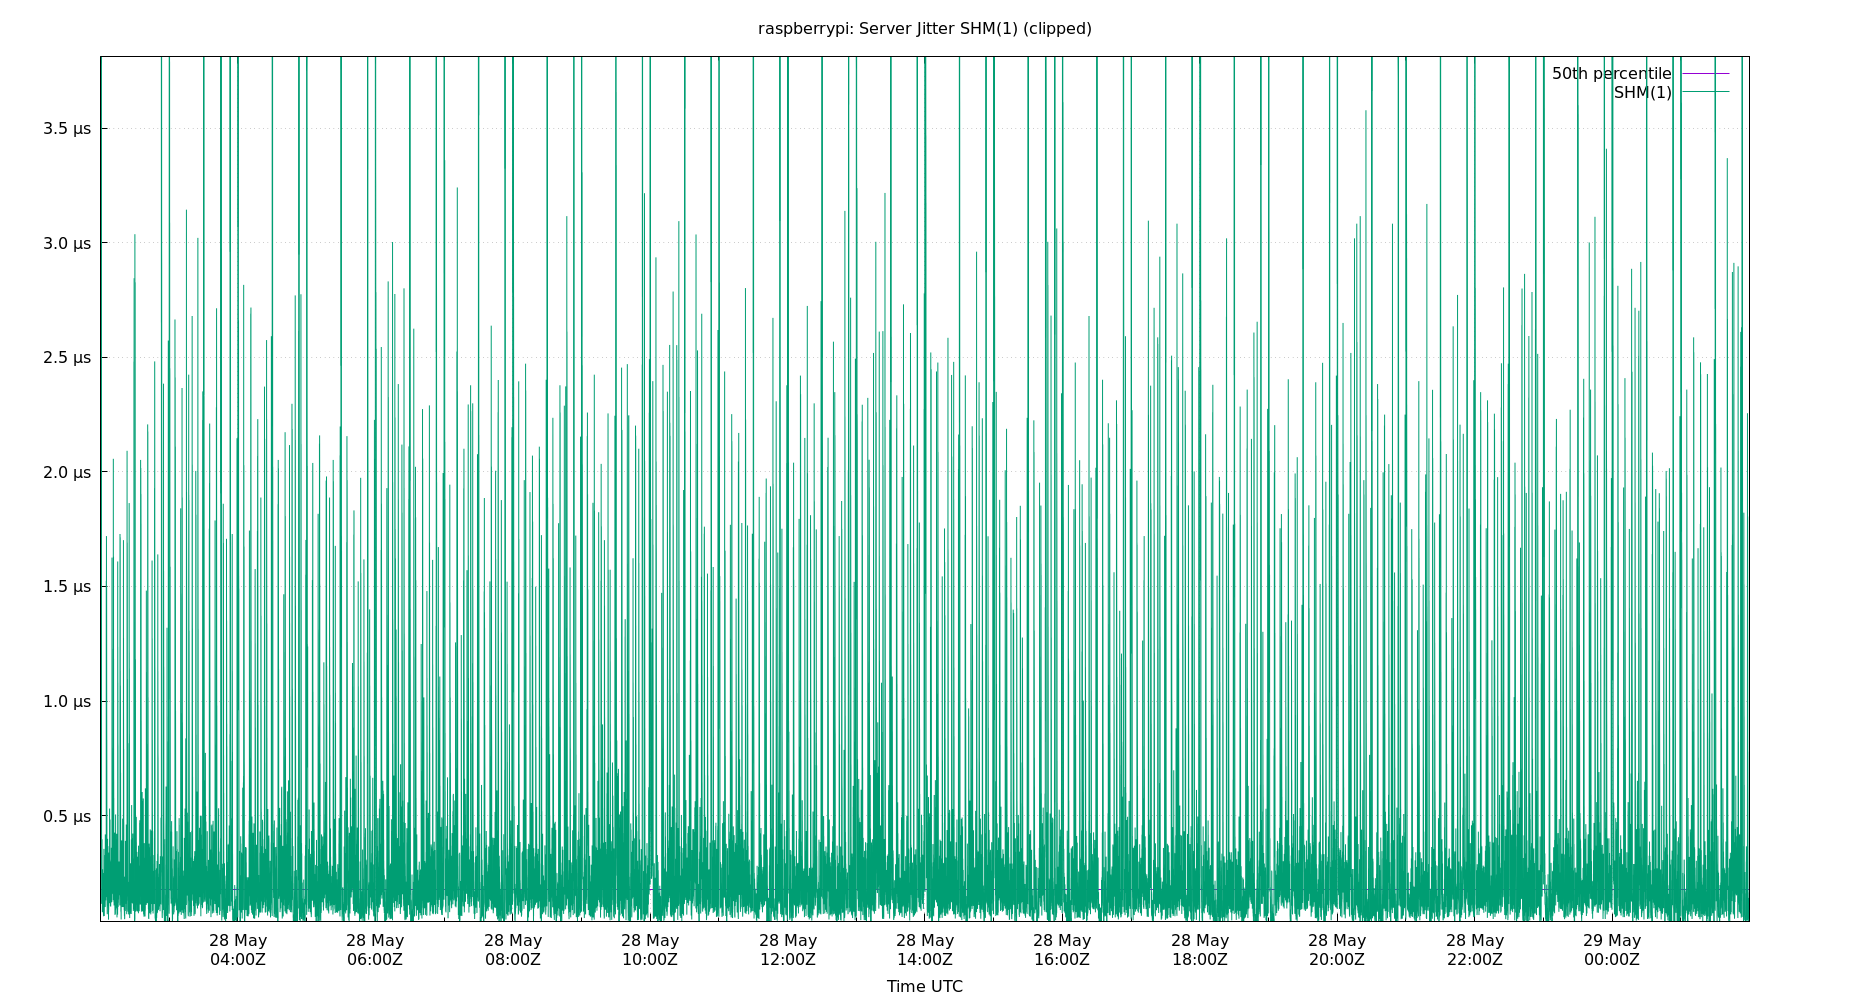 raspberrypi: Server Jitter SHM(1) (clipped)
50th percentile
SHM(1)
3.5 µs
3.0 µs
2.5 µs
2.0 µs
1.5 µs
1.0 µs
0.5 µs
28 May 28 May 28 May 28 May 28 May 28 May 28 May 28 May 28 May 28 May 29 May
04:00Z 06:00Z 08:00Z 10:00Z 12:00Z 14:00Z 16:00Z 18:00Z 20:00Z 22:00Z 00:00Z
Time UTC